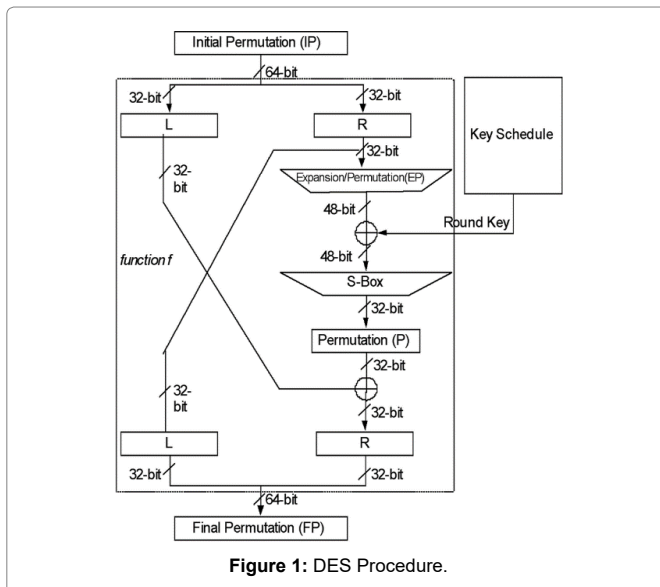 Initial Permutation (IP)
64-bit
32-bit
32-bit
L
R
Key Schedule
32-bit
32-
bit
Expansion/Permutation(EP)
48-bit
Round Key
48-bit
function f
S-Box
32-bit
Permutation (P)
32-bit
32-
bit
32-bit
L
R
32-bit
32-bit
64-bit
Final Permutation (FP)
Figure 1: DES Procedure.